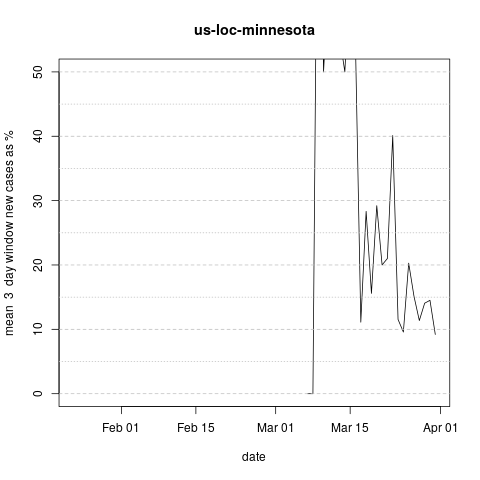 us-loc-minnesota
mean 3 day window new cases as %
50
40
30
20
10
0
Feb 01
Feb 15
Mar 01
Mar 15
Apr 01
date